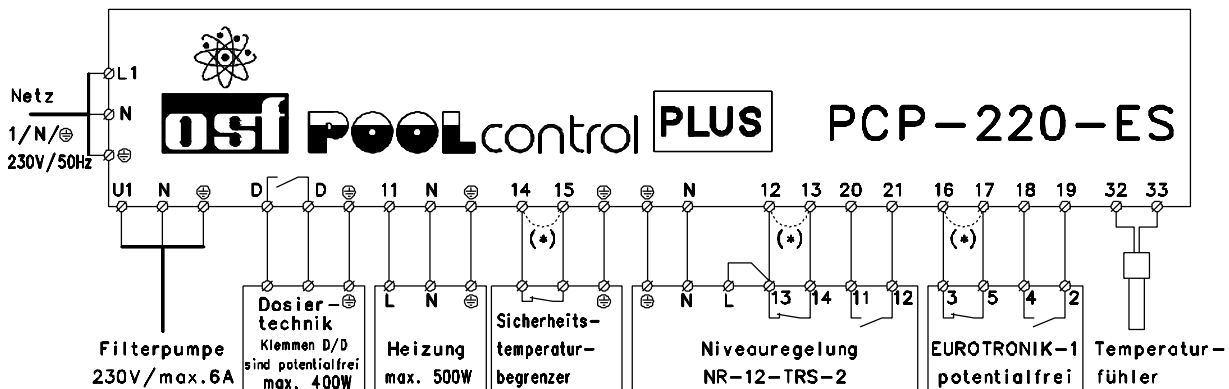 L1
Netz
N
1/N/⏚
⏚
230V/50Hz
osf POOL control PLUS PCP-220-ES
U1 N ⏚ D D ⏚ 11 N ⏚ 14 15 ⏚ ⏚ N 12 13 20 21 16 17 18 19 32 33
(*) (*) (*)
⏚ L N ⏚ ⏚ ⏚ N L 13 14 11 12 3 5 4 2
Filterpumpe
230V/max.6A
Dosier-
technik
Klemmen D/D
sind potentialfrei
max. 400W
Heizung
max. 500W
Sicherheits-
temperatur-
begrenzer
Niveauregelung
NR-12-TRS-2
EUROTRONIK-1
potentialfrei
Temperatur-
fühler